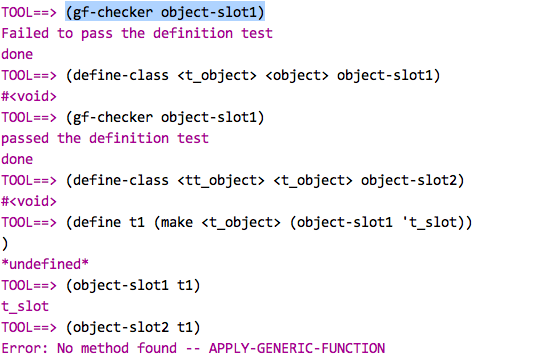 TOOL==> (gf-checker object-slot1)
Failed to pass the definition test
done
TOOL==> (define-class <t_object> <object> object-slot1)
#<void>
TOOL==> (gf-checker object-slot1)
passed the definition test
done
TOOL==> (define-class <tt_object> <t_object> object-slot2)
#<void>
TOOL==> (define t1 (make <t_object> (object-slot1 't_slot))
)
*undefined*
TOOL==> (object-slot1 t1)
t_slot
TOOL==> (object-slot2 t1)
Error: No method found -- APPLY-GENERIC-FUNCTION